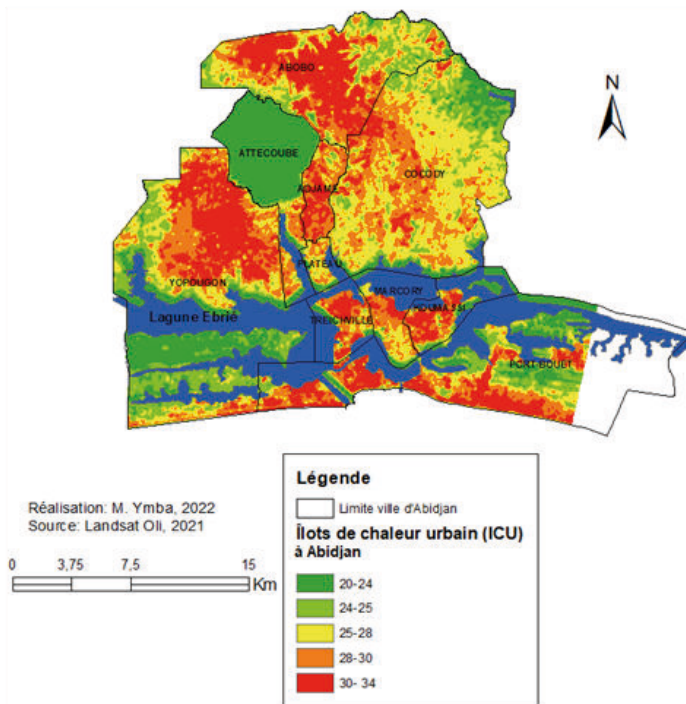 N
ABOBO
ATTECOUBE
ADJAME
COCODY
PLATEAU
YOPOUGON
MARCORY
KOUMASSI
TREICHVILLE
Lagune Ebrié
PORT-BOUET
Réalisation: M. Ymba, 2022
Source: Landsat Oli, 2021
0 3,75 7,5 15
Km
Légende
Limite ville d'Abidjan
Îlots de chaleur urbain (ICU)
à Abidjan
20-24
24-25
25-28
28-30
30- 34